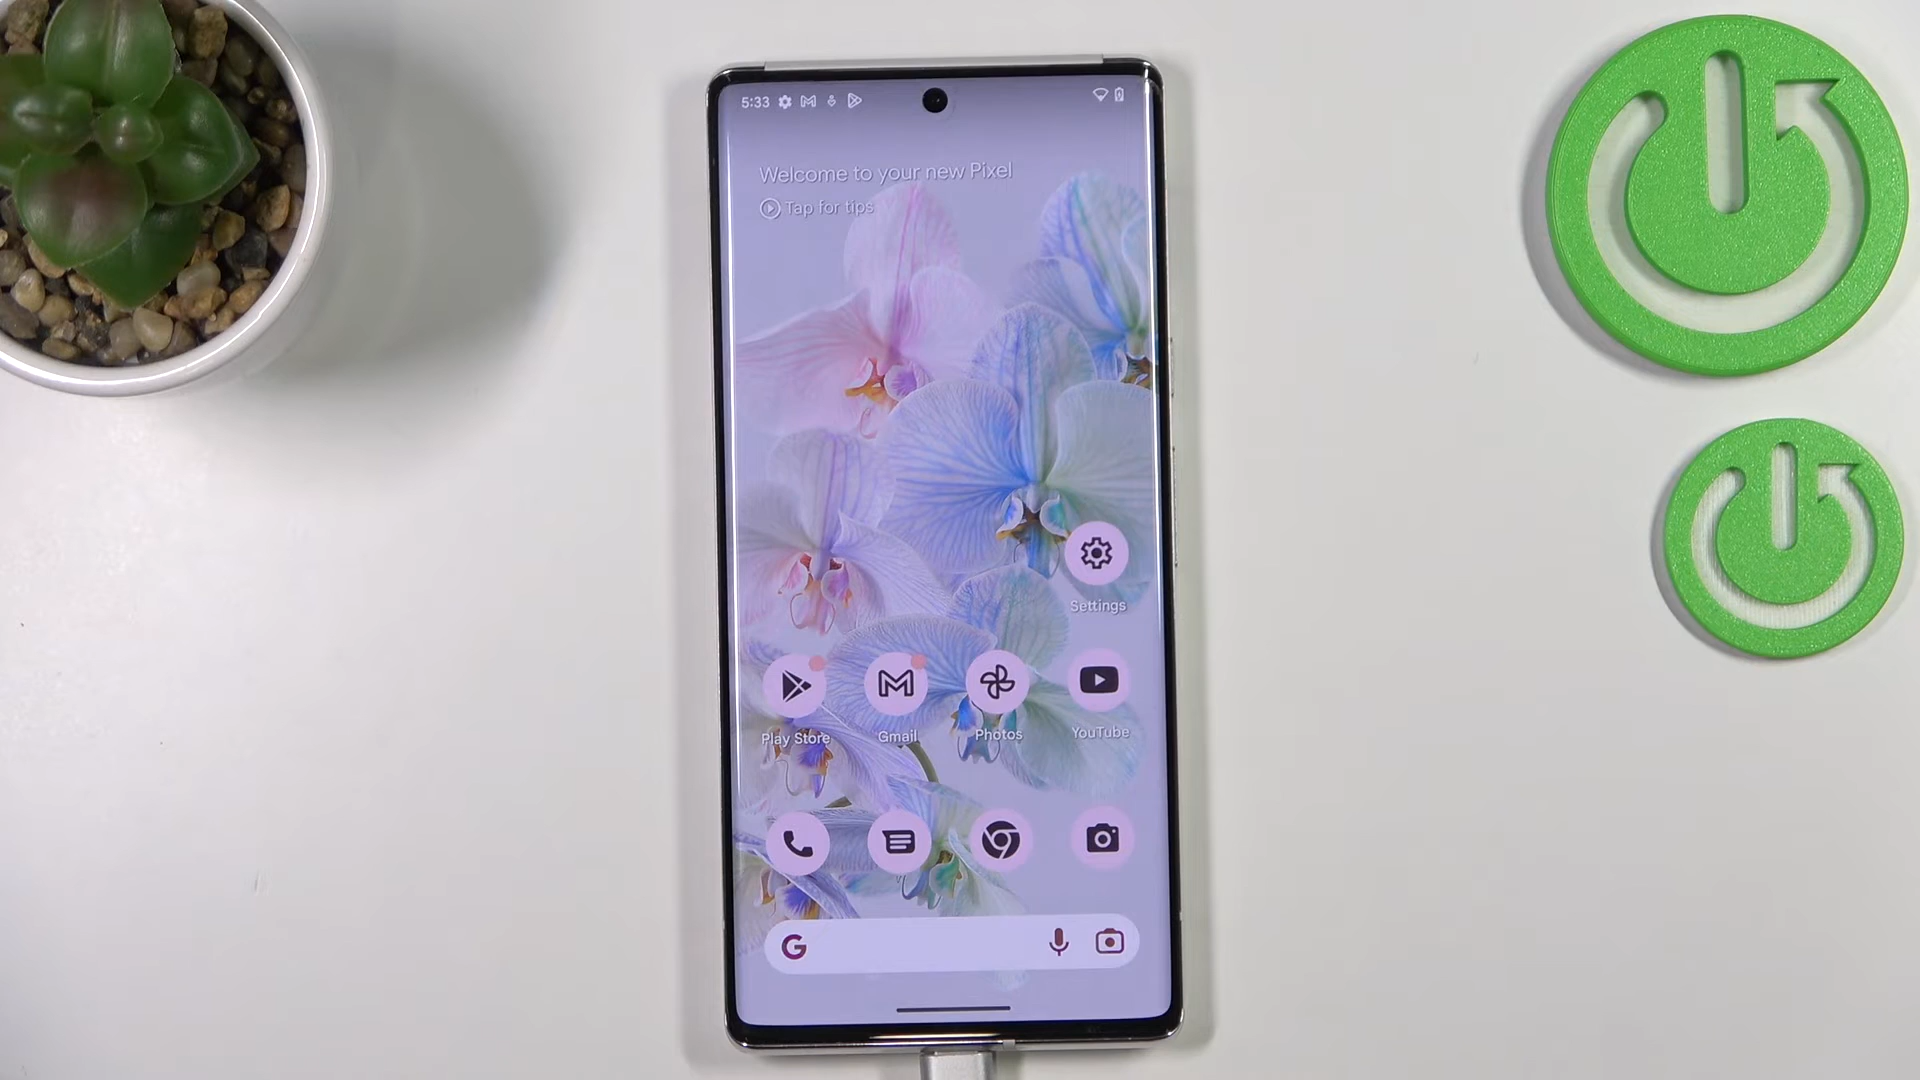 5:33
Welcome to your new Pixel
Tap for tips
Settings
Play Store
Gmail
Photos
YouTube
G